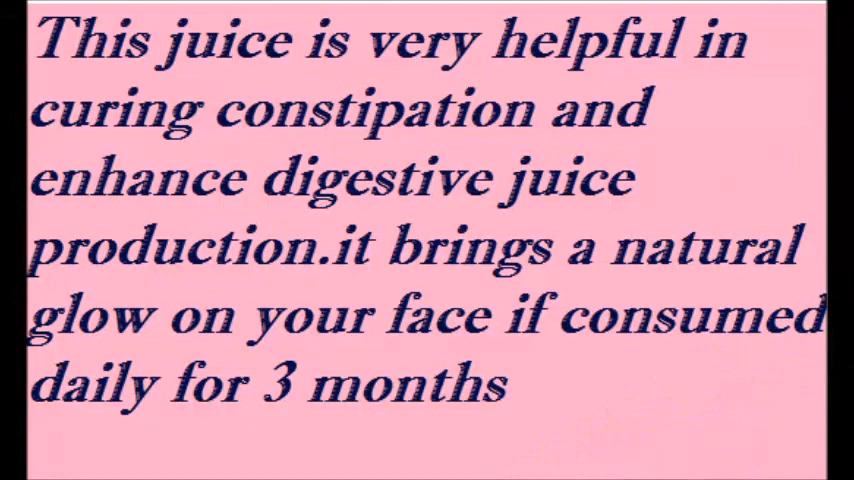 This juice is very helpful in
curing constipation and
enhance digestive juice
production.it brings a natural
glow on your face if consumed
daily for 3 months